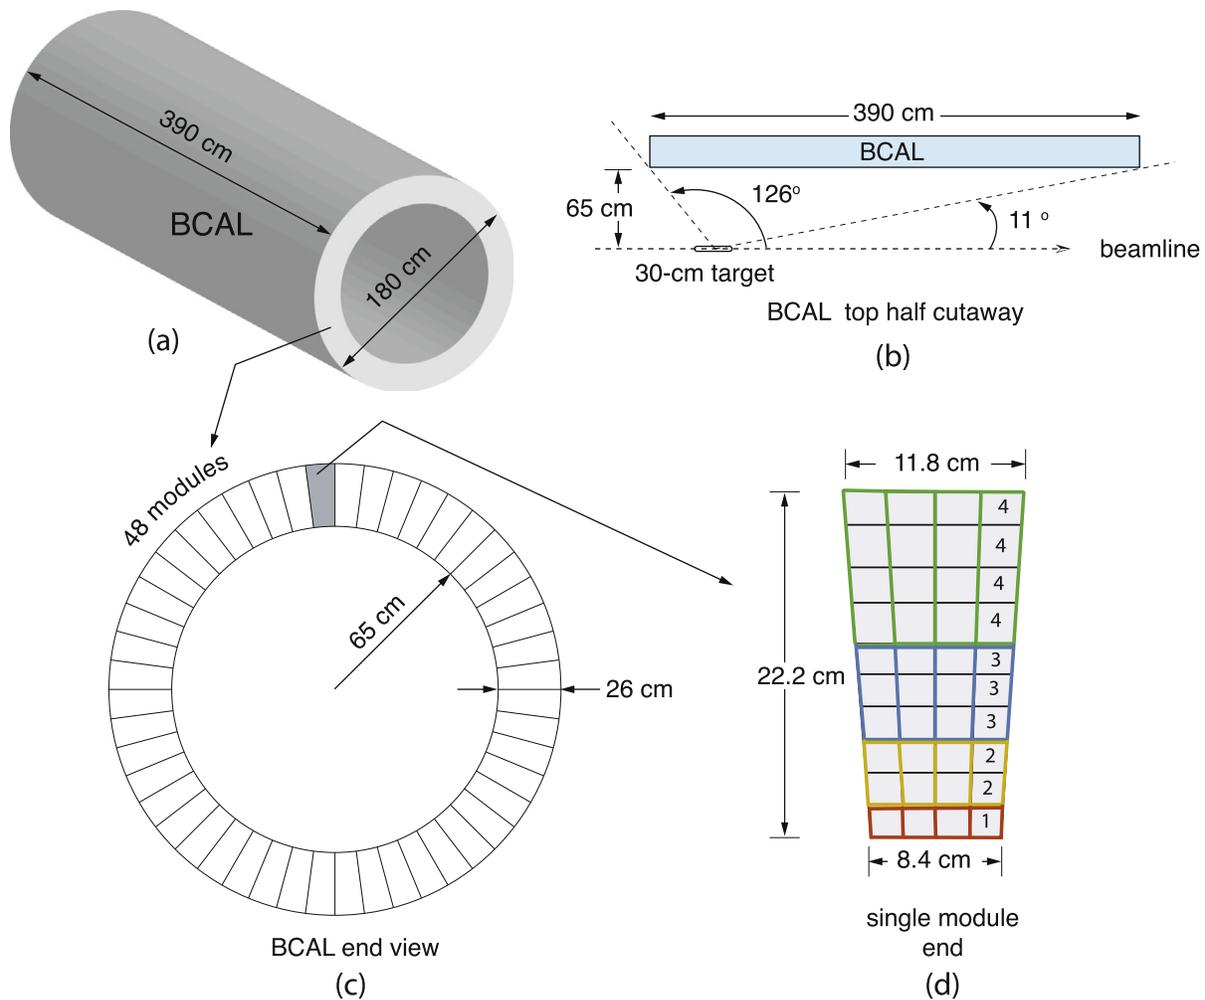 390 cm
BCAL
180 cm
(a)
390 cm
BCAL
65 cm
126º
11 º
beamline
30-cm target
BCAL top half cutaway
(b)
48 modules
65 cm
26 cm
BCAL end view
(c)
11.8 cm
4
4
4
4
3
22.2 cm
3
3
2
2
1
8.4 cm
single module
end
(d)